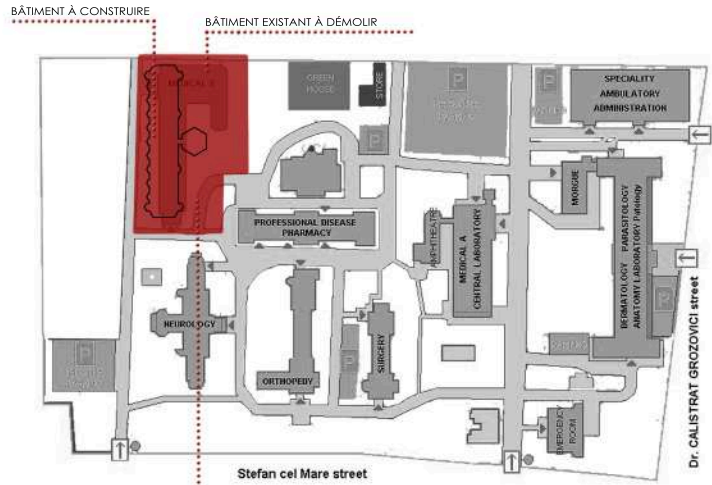 BÂTIMENT À CONSTRUIRE
BÂTIMENT EXISTANT À DÉMOLIR
GREEN
HOUSE
STORE
P
SPECIALITY
AMBULATORY
ADMINISTRATION
P
P
MORGUE
PROFESSIONAL DISEASE
PHARMACY
AMPHITHEATRE
MEDICAL A
CENTRAL LABORATORY
DERMATOLOGY PARASITOLOGY
ANATOMY LABORATORY Patology
NEUROLOGY
P
ORTHOPEDY
P
SURGERY
P
EMERGENCY
ROOM
Dr. CALISTRAT GROZOVICI street
Stefan cel Mare street